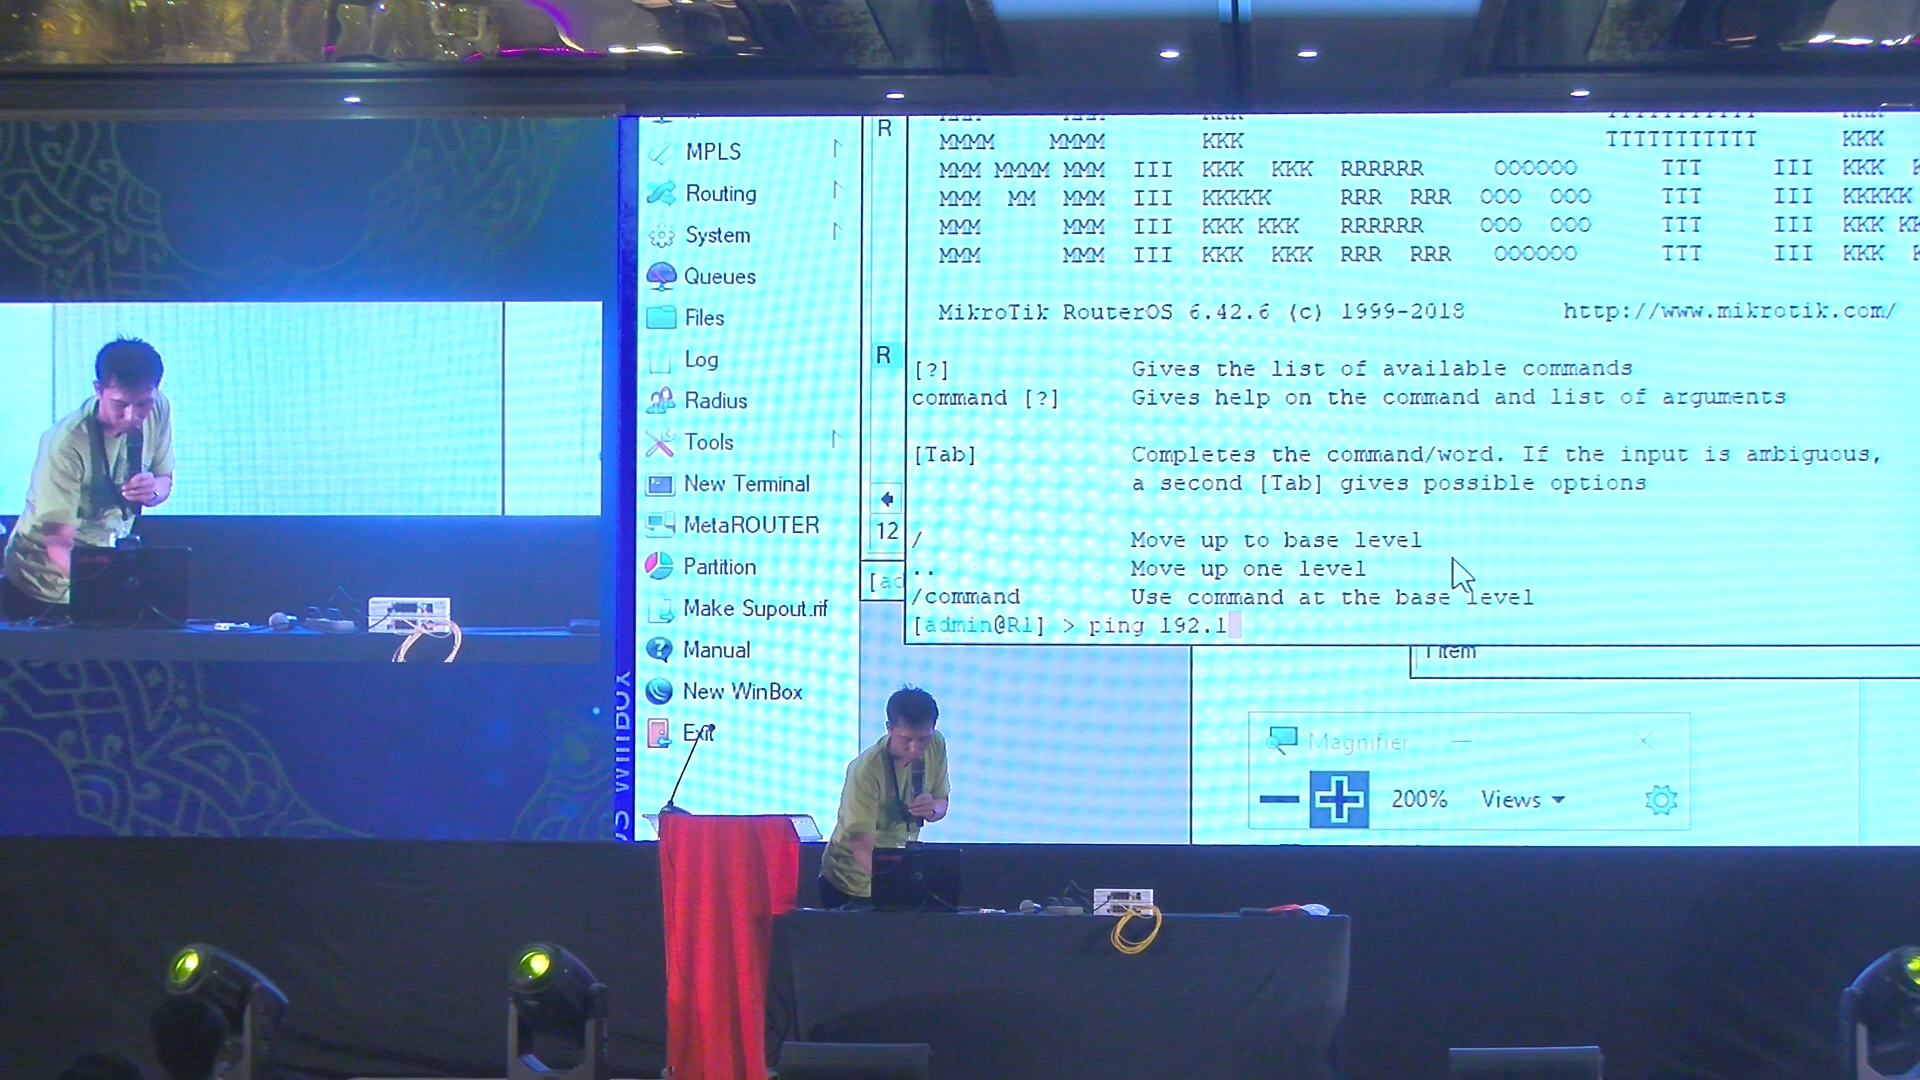 MPLS
Routing
System
Queues
Files
Log
Radius
Tools
New Terminal
MetaROUTER
Partition
Make Supout.rif
Manual
New WinBox
Exit
R
R
12
MMMM MMMM KKK TTTTTTTTTTT KKK
MMM MMMM MMM III KKK KKK RRRRRR OOOOOO TTT III KKK
MMM MM MMM III KKKKK RRR RRR OOO OOO TTT III KKKKK
MMM MMM III KKK KKK RRRRRR OOO OOO TTT III KKK
MMM MMM III KKK KKK RRR RRR OOOOOO TTT III KKK
MikroTik RouterOS 6.42.6 (c) 1999-2018 http://www.mikrotik.com/
[?] Gives the list of available commands
command [?] Gives help on the command and list of arguments
[Tab] Completes the command/word. If the input is ambiguous,
a second [Tab] gives possible options
/ Move up to base level
.. Move up one level
/command Use command at the base level
[admin@R1] > ping 192.1
1 item
Magnifier
200% Views
WinBox